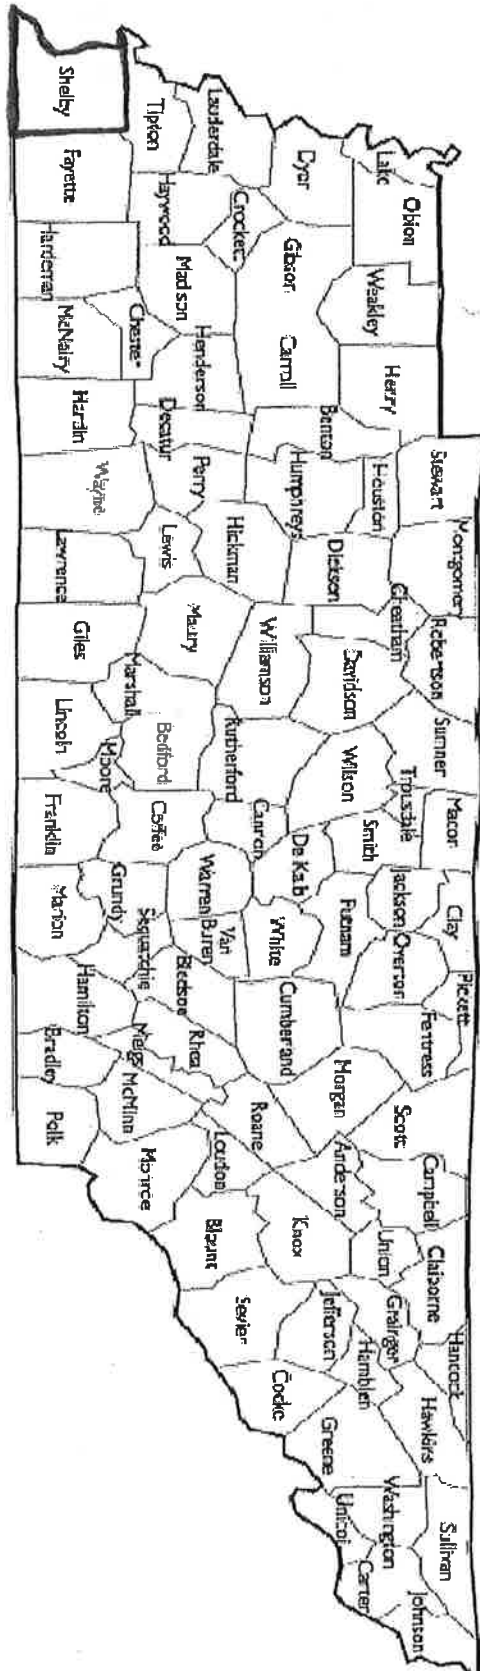 Shelby
Tipton
Lauderdale
Dyer
Lake
Obion
Fayette
Haywood
Crockett
Gibson
Weakley
Hardeman
Madison
Carroll
Henry
McNairy
Chester
Henderson
Benton
Hardin
Decatur
Perry
Humphreys
Houston
Stewart
Wayne
Lewis
Hickman
Dickson
Montgomery
Lawrence
Maury
Williamson
Cheatham
Robertson
Giles
Marshall
Davidson
Sumner
Lincoln
Moore
Bedford
Rutherford
Wilson
Trousdale
Macon
Franklin
Coffee
Cannon
De Kalb
Smith
Jackson
Clay
Marion
Grundy
Warren
Van
Buren
White
Putnam
Overton
Pickett
Sequatchie
Bledsoe
Cumberland
Fentress
Hamilton
Meigs
Rhea
Morgan
Scott
Bradley
McMinn
Roane
Anderson
Campbell
Polk
Monroe
Loudon
Knox
Union
Claiborne
Blount
Jefferson
Grainger
Hancock
Sevier
Hamblen
Hawkins
Cocke
Greene
Washington
Sullivan
Unicoi
Carter
Johnson